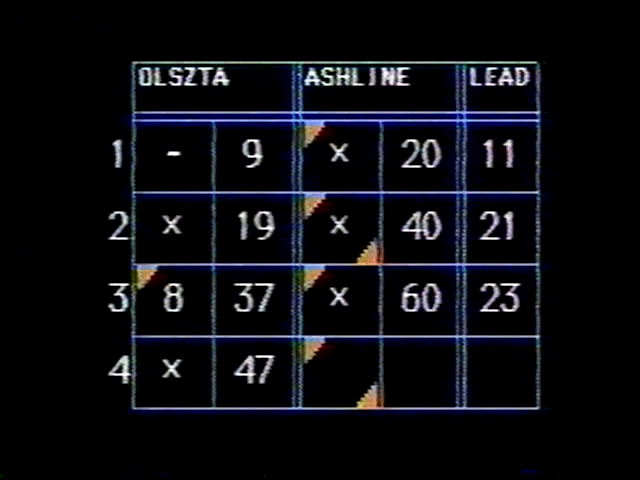 OLSZTA ASHLINE LEAD
1 - 9 x 20 11
2 x 19 x 40 21
3 8 37 x 60 23
4 x 47